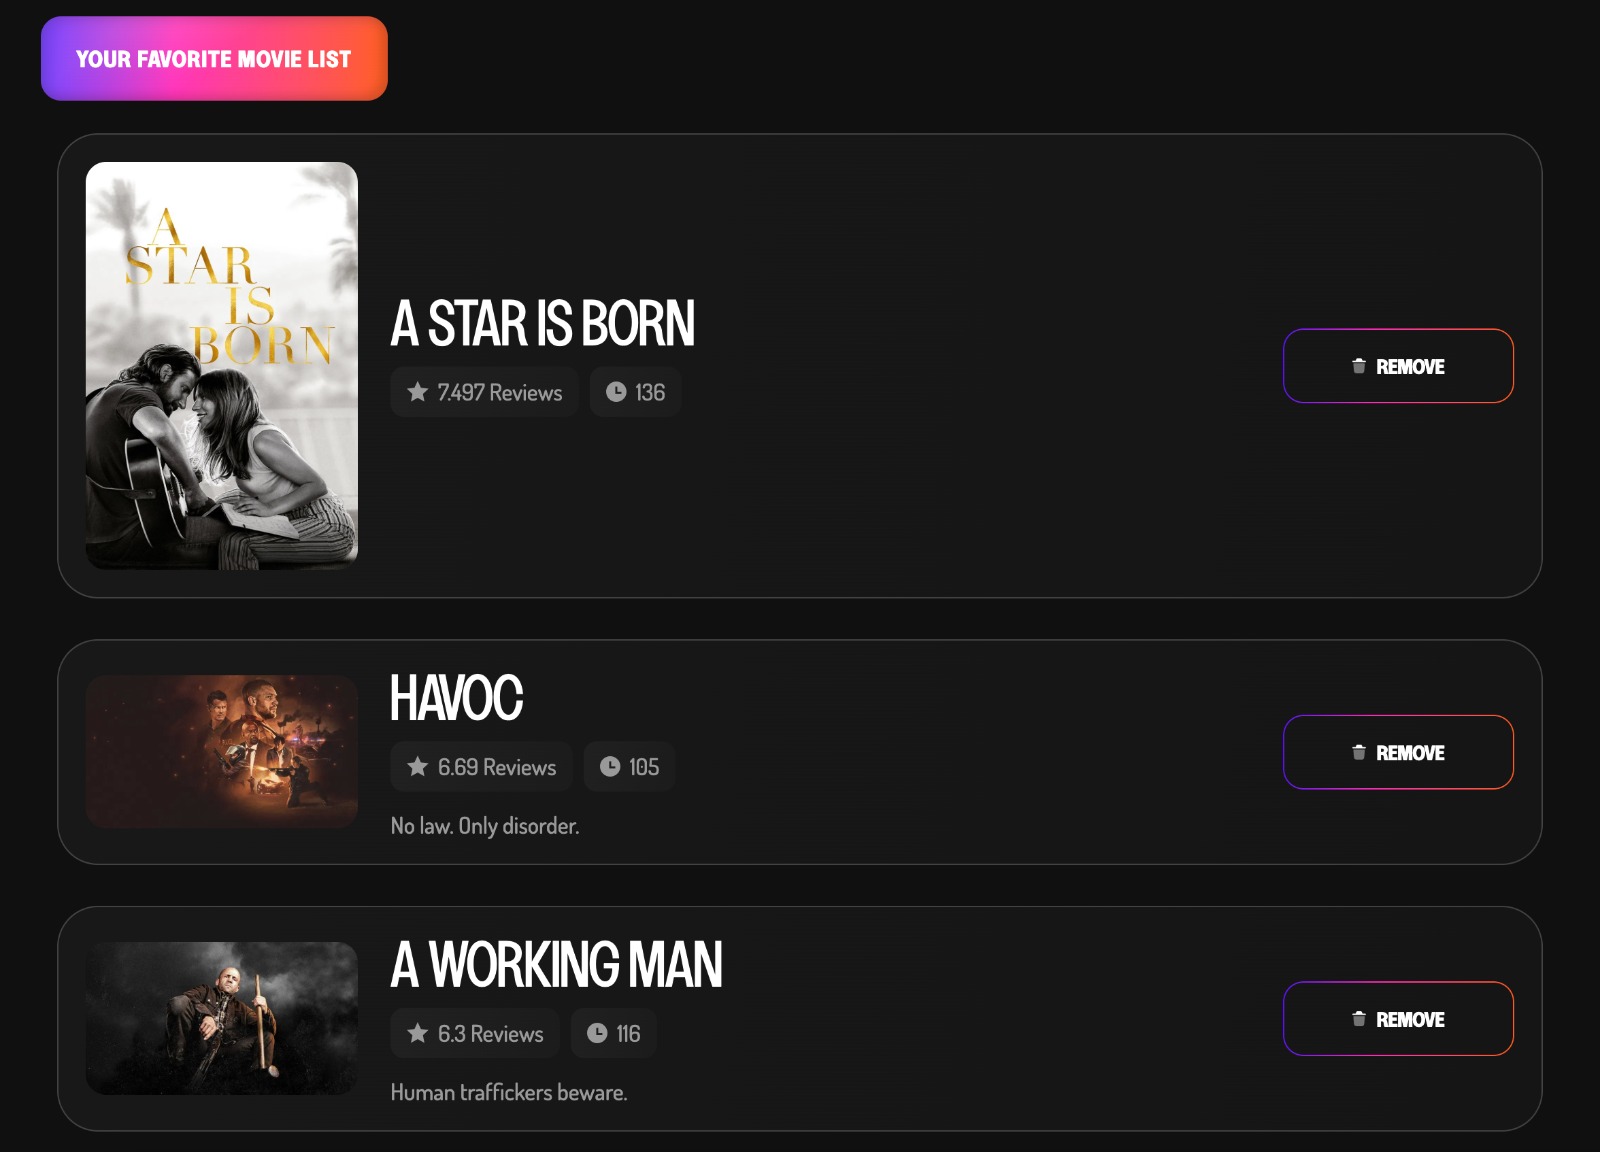 YOUR FAVORITE MOVIE LIST
A
STAR
IS
BORN
A STAR IS BORN
7.497 Reviews 136
REMOVE
HAVOC
6.69 Reviews 105
No law. Only disorder.
REMOVE
A WORKING MAN
6.3 Reviews 116
Human traffickers beware.
REMOVE